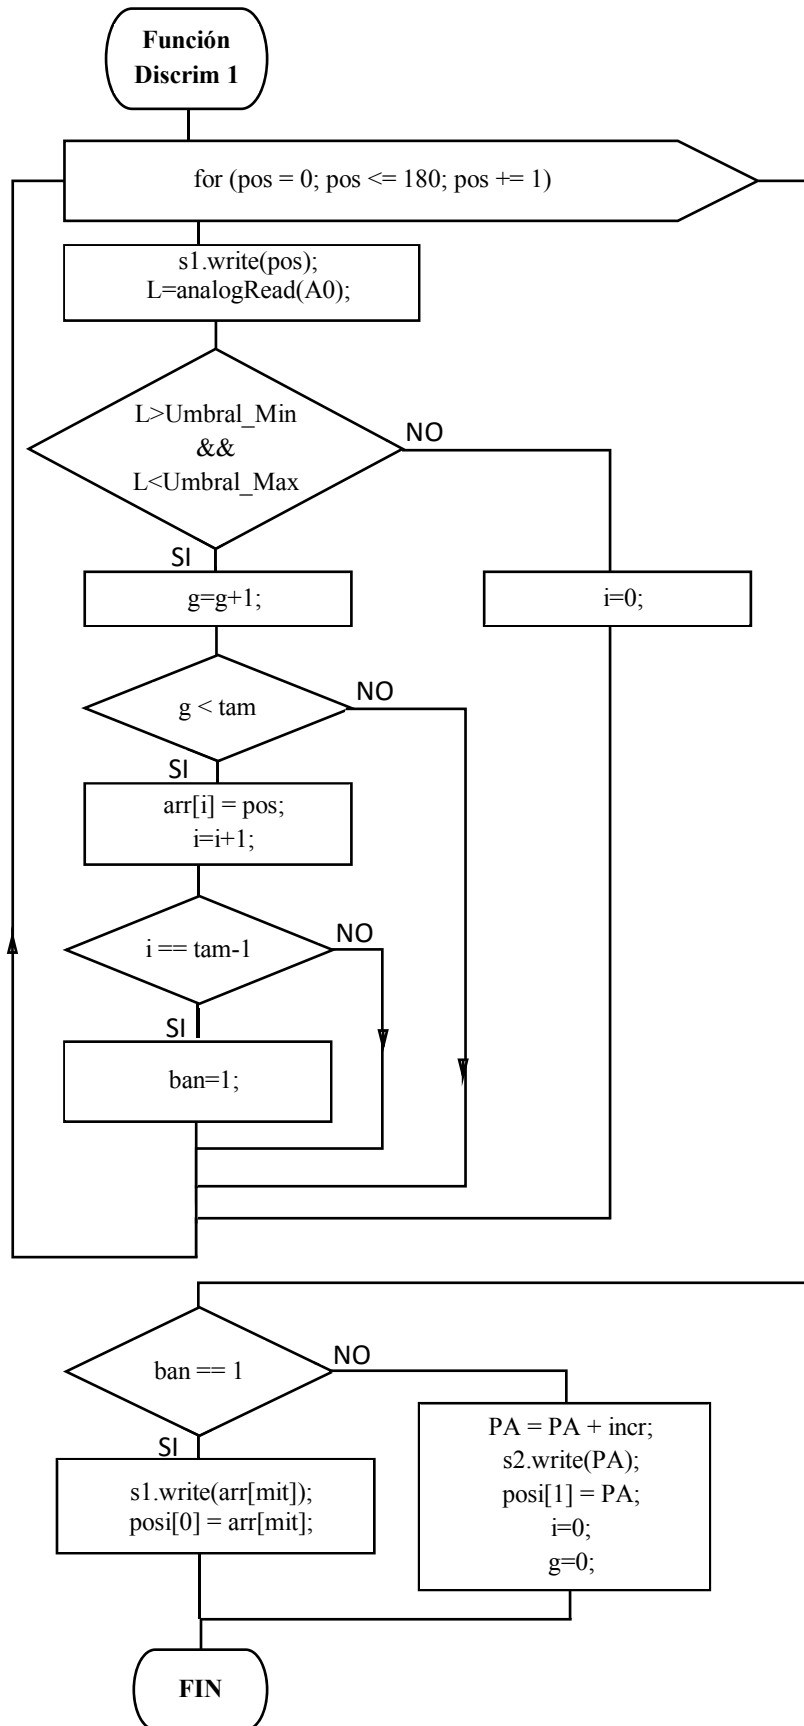 Función
Discrim 1
for (pos = 0; pos <= 180; pos += 1)
s1.write(pos);
L=analogRead(A0);
L>Umbral_Min
&&
L<Umbral_Max
NO
SI
g=g+1;
i=0;
g < tam
NO
SI
arr[i] = pos;
i=i+1;
i == tam-1
NO
SI
ban=1;
ban == 1
NO
SI
s1.write(arr[mit]);
posi[0] = arr[mit];
PA = PA + incr;
s2.write(PA);
posi[1] = PA;
i=0;
g=0;
FIN